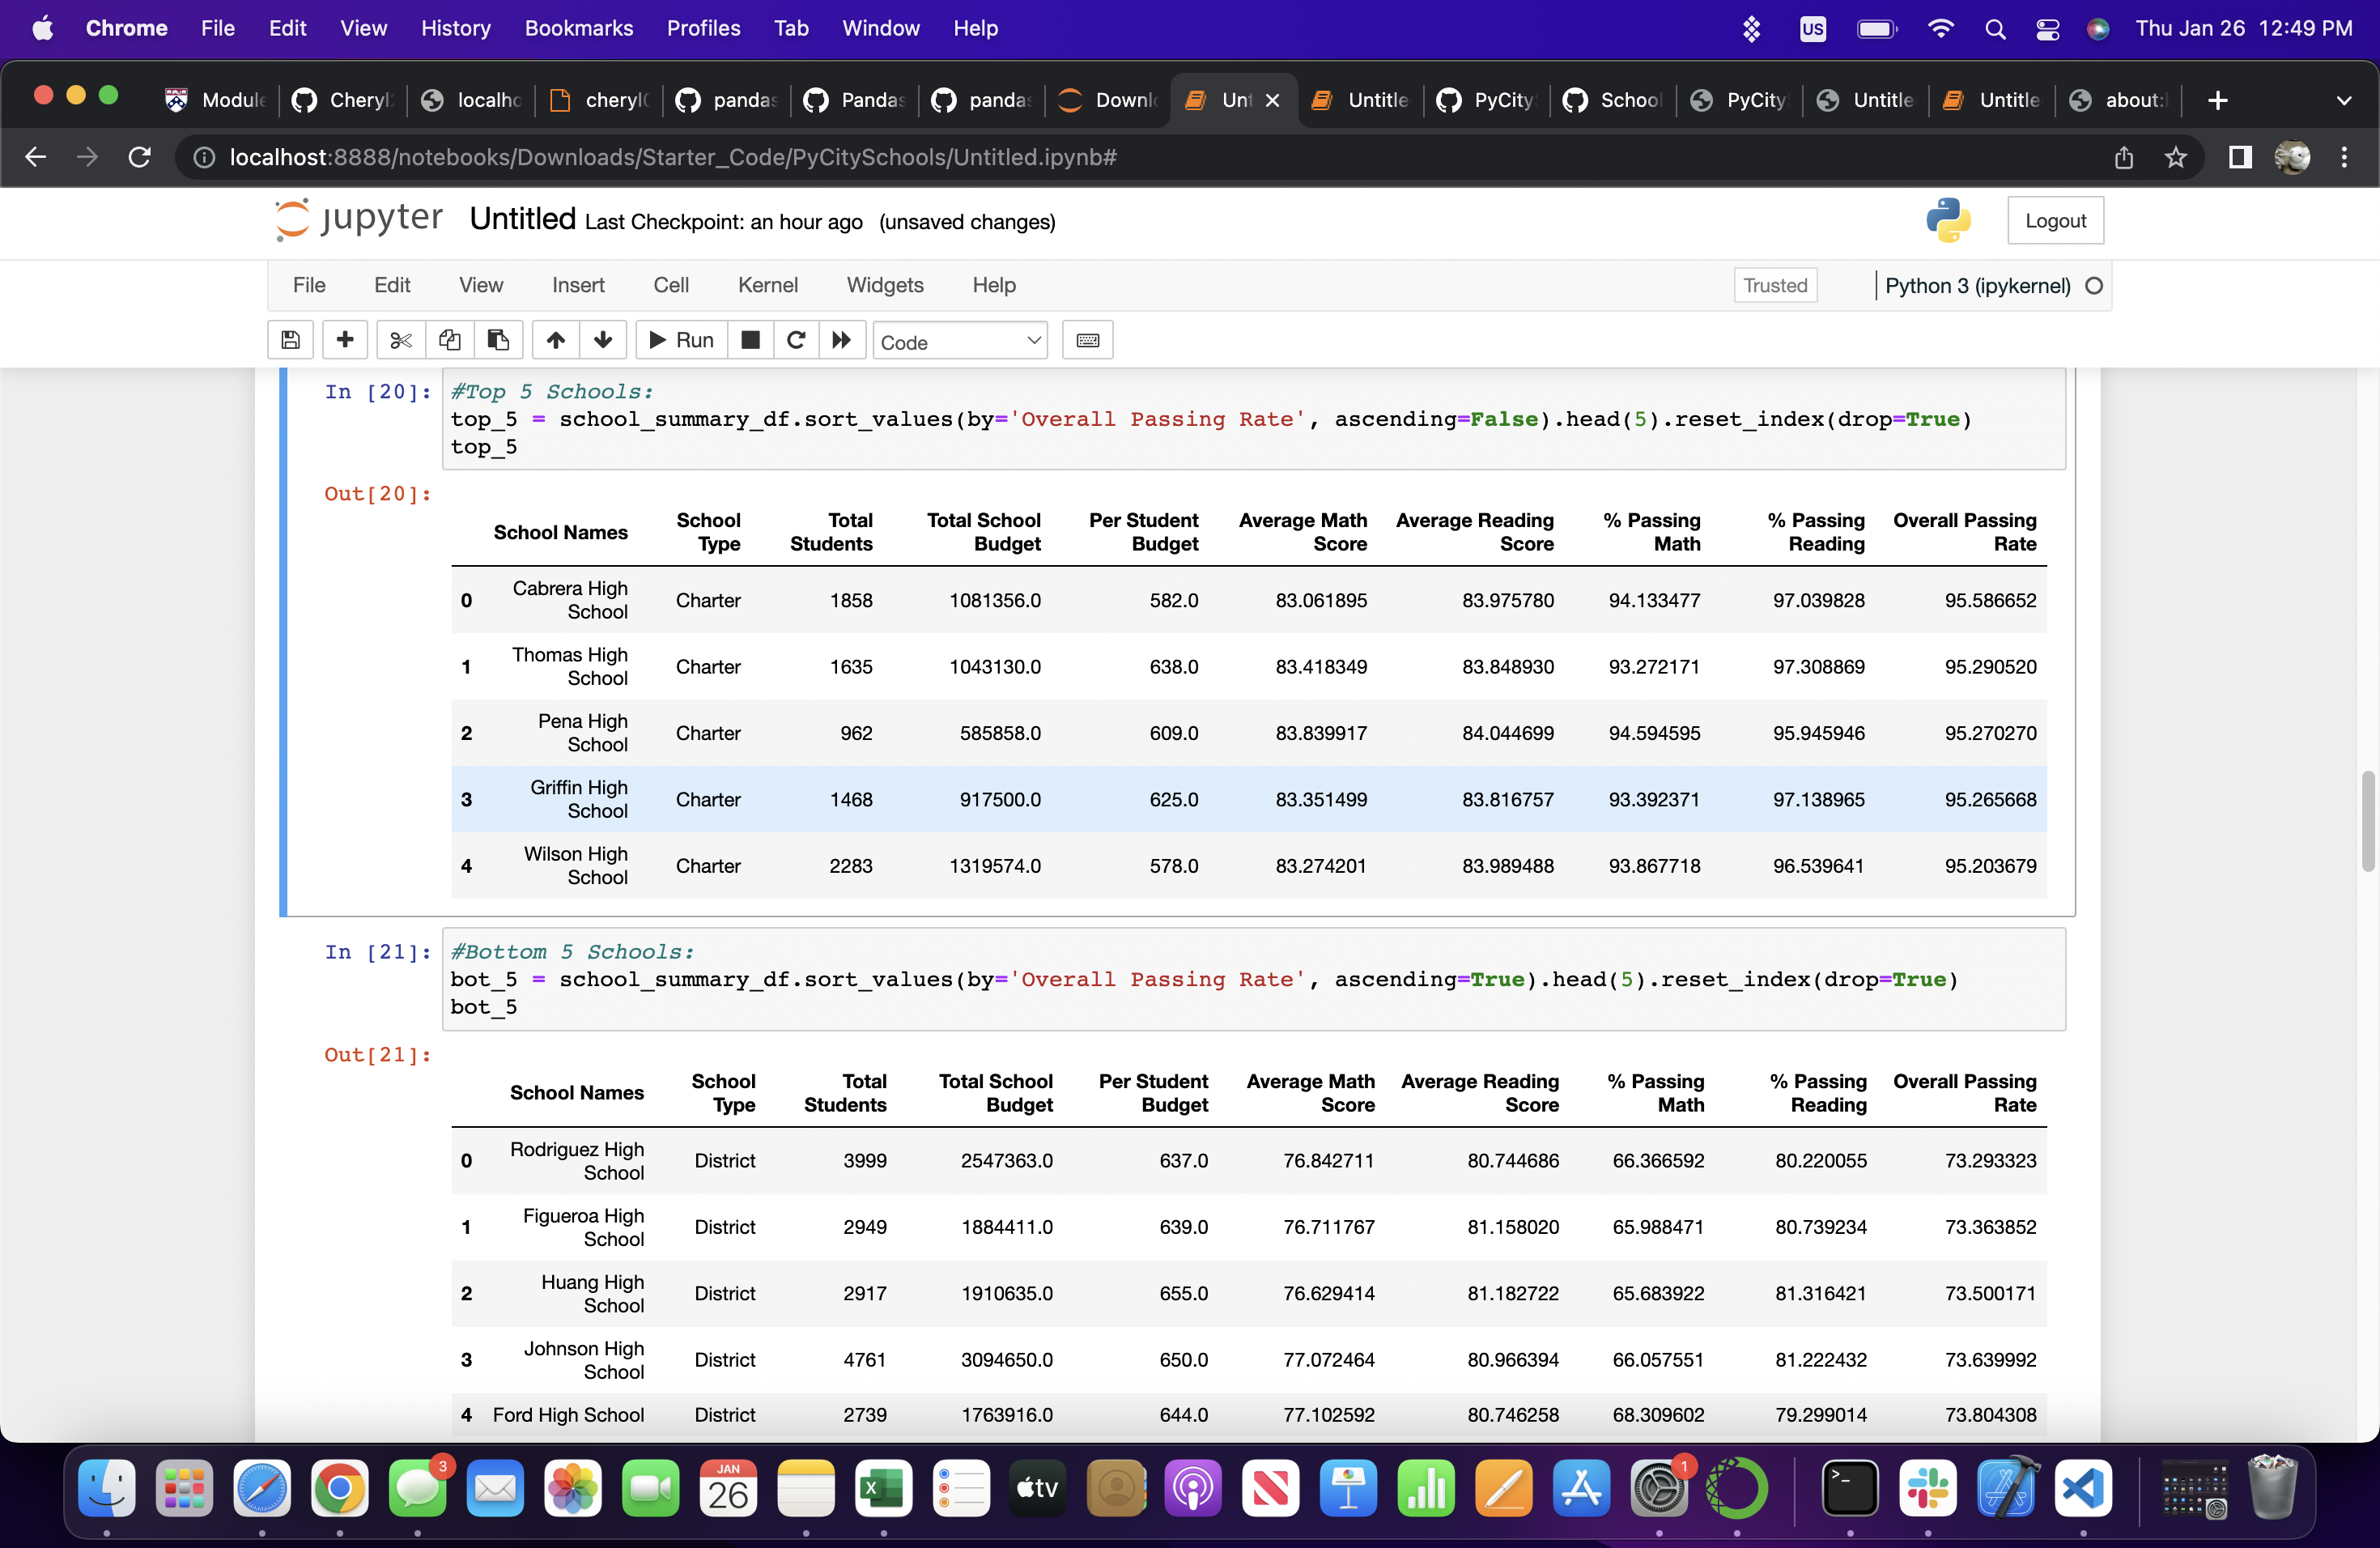 Chrome File Edit View History Bookmarks Profiles Tab Window Help US Thu Jan 26 12:49 PM
Module Cheryl localho cheryl pandas Pandas pandas Downl Unt Untitle PyCity School PyCity Untitle Untitle about:
localhost:8888/notebooks/Downloads/Starter_Code/PyCitySchools/Untitled.ipynb#
jupyter Untitled Last Checkpoint: an hour ago (unsaved changes) Logout
File Edit View Insert Cell Kernel Widgets Help Trusted Python 3 (ipykernel)
Run Code
In [20]: #Top 5 Schools:
top_5 = school_summary_df.sort_values(by='Overall Passing Rate', ascending=False).head(5).reset_index(drop=True)
top_5
Out[20]:
School Names School Type Total Students Total School Budget Per Student Budget Average Math Score Average Reading Score % Passing Math % Passing Reading Overall Passing Rate
0 Cabrera High School Charter 1858 1081356.0 582.0 83.061895 83.975780 94.133477 97.039828 95.586652
1 Thomas High School Charter 1635 1043130.0 638.0 83.418349 83.848930 93.272171 97.308869 95.290520
2 Pena High School Charter 962 585858.0 609.0 83.839917 84.044699 94.594595 95.945946 95.270270
3 Griffin High School Charter 1468 917500.0 625.0 83.351499 83.816757 93.392371 97.138965 95.265668
4 Wilson High School Charter 2283 1319574.0 578.0 83.274201 83.989488 93.867718 96.539641 95.203679
In [21]: #Bottom 5 Schools:
bot_5 = school_summary_df.sort_values(by='Overall Passing Rate', ascending=True).head(5).reset_index(drop=True)
bot_5
Out[21]:
School Names School Type Total Students Total School Budget Per Student Budget Average Math Score Average Reading Score % Passing Math % Passing Reading Overall Passing Rate
0 Rodriguez High School District 3999 2547363.0 637.0 76.842711 80.744686 66.366592 80.220055 73.293323
1 Figueroa High School District 2949 1884411.0 639.0 76.711767 81.158020 65.988471 80.739234 73.363852
2 Huang High School District 2917 1910635.0 655.0 76.629414 81.182722 65.683922 81.316421 73.500171
3 Johnson High School District 4761 3094650.0 650.0 77.072464 80.966394 66.057551 81.222432 73.639992
4 Ford High School District 2739 1763916.0 644.0 77.102592 80.746258 68.309602 79.299014 73.804308
3 JAN 26 X tv 1 >_